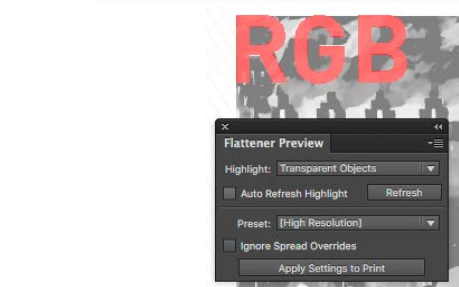 RGB
Flattener Preview
Highlight: Transparent Objects
Auto Refresh Highlight Refresh
Preset: [High Resolution]
Ignore Spread Overrides
Apply Settings to Print